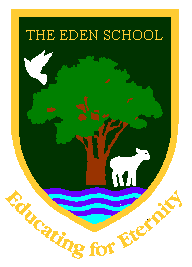 THE EDEN SCHOOL
Educating for Eternity